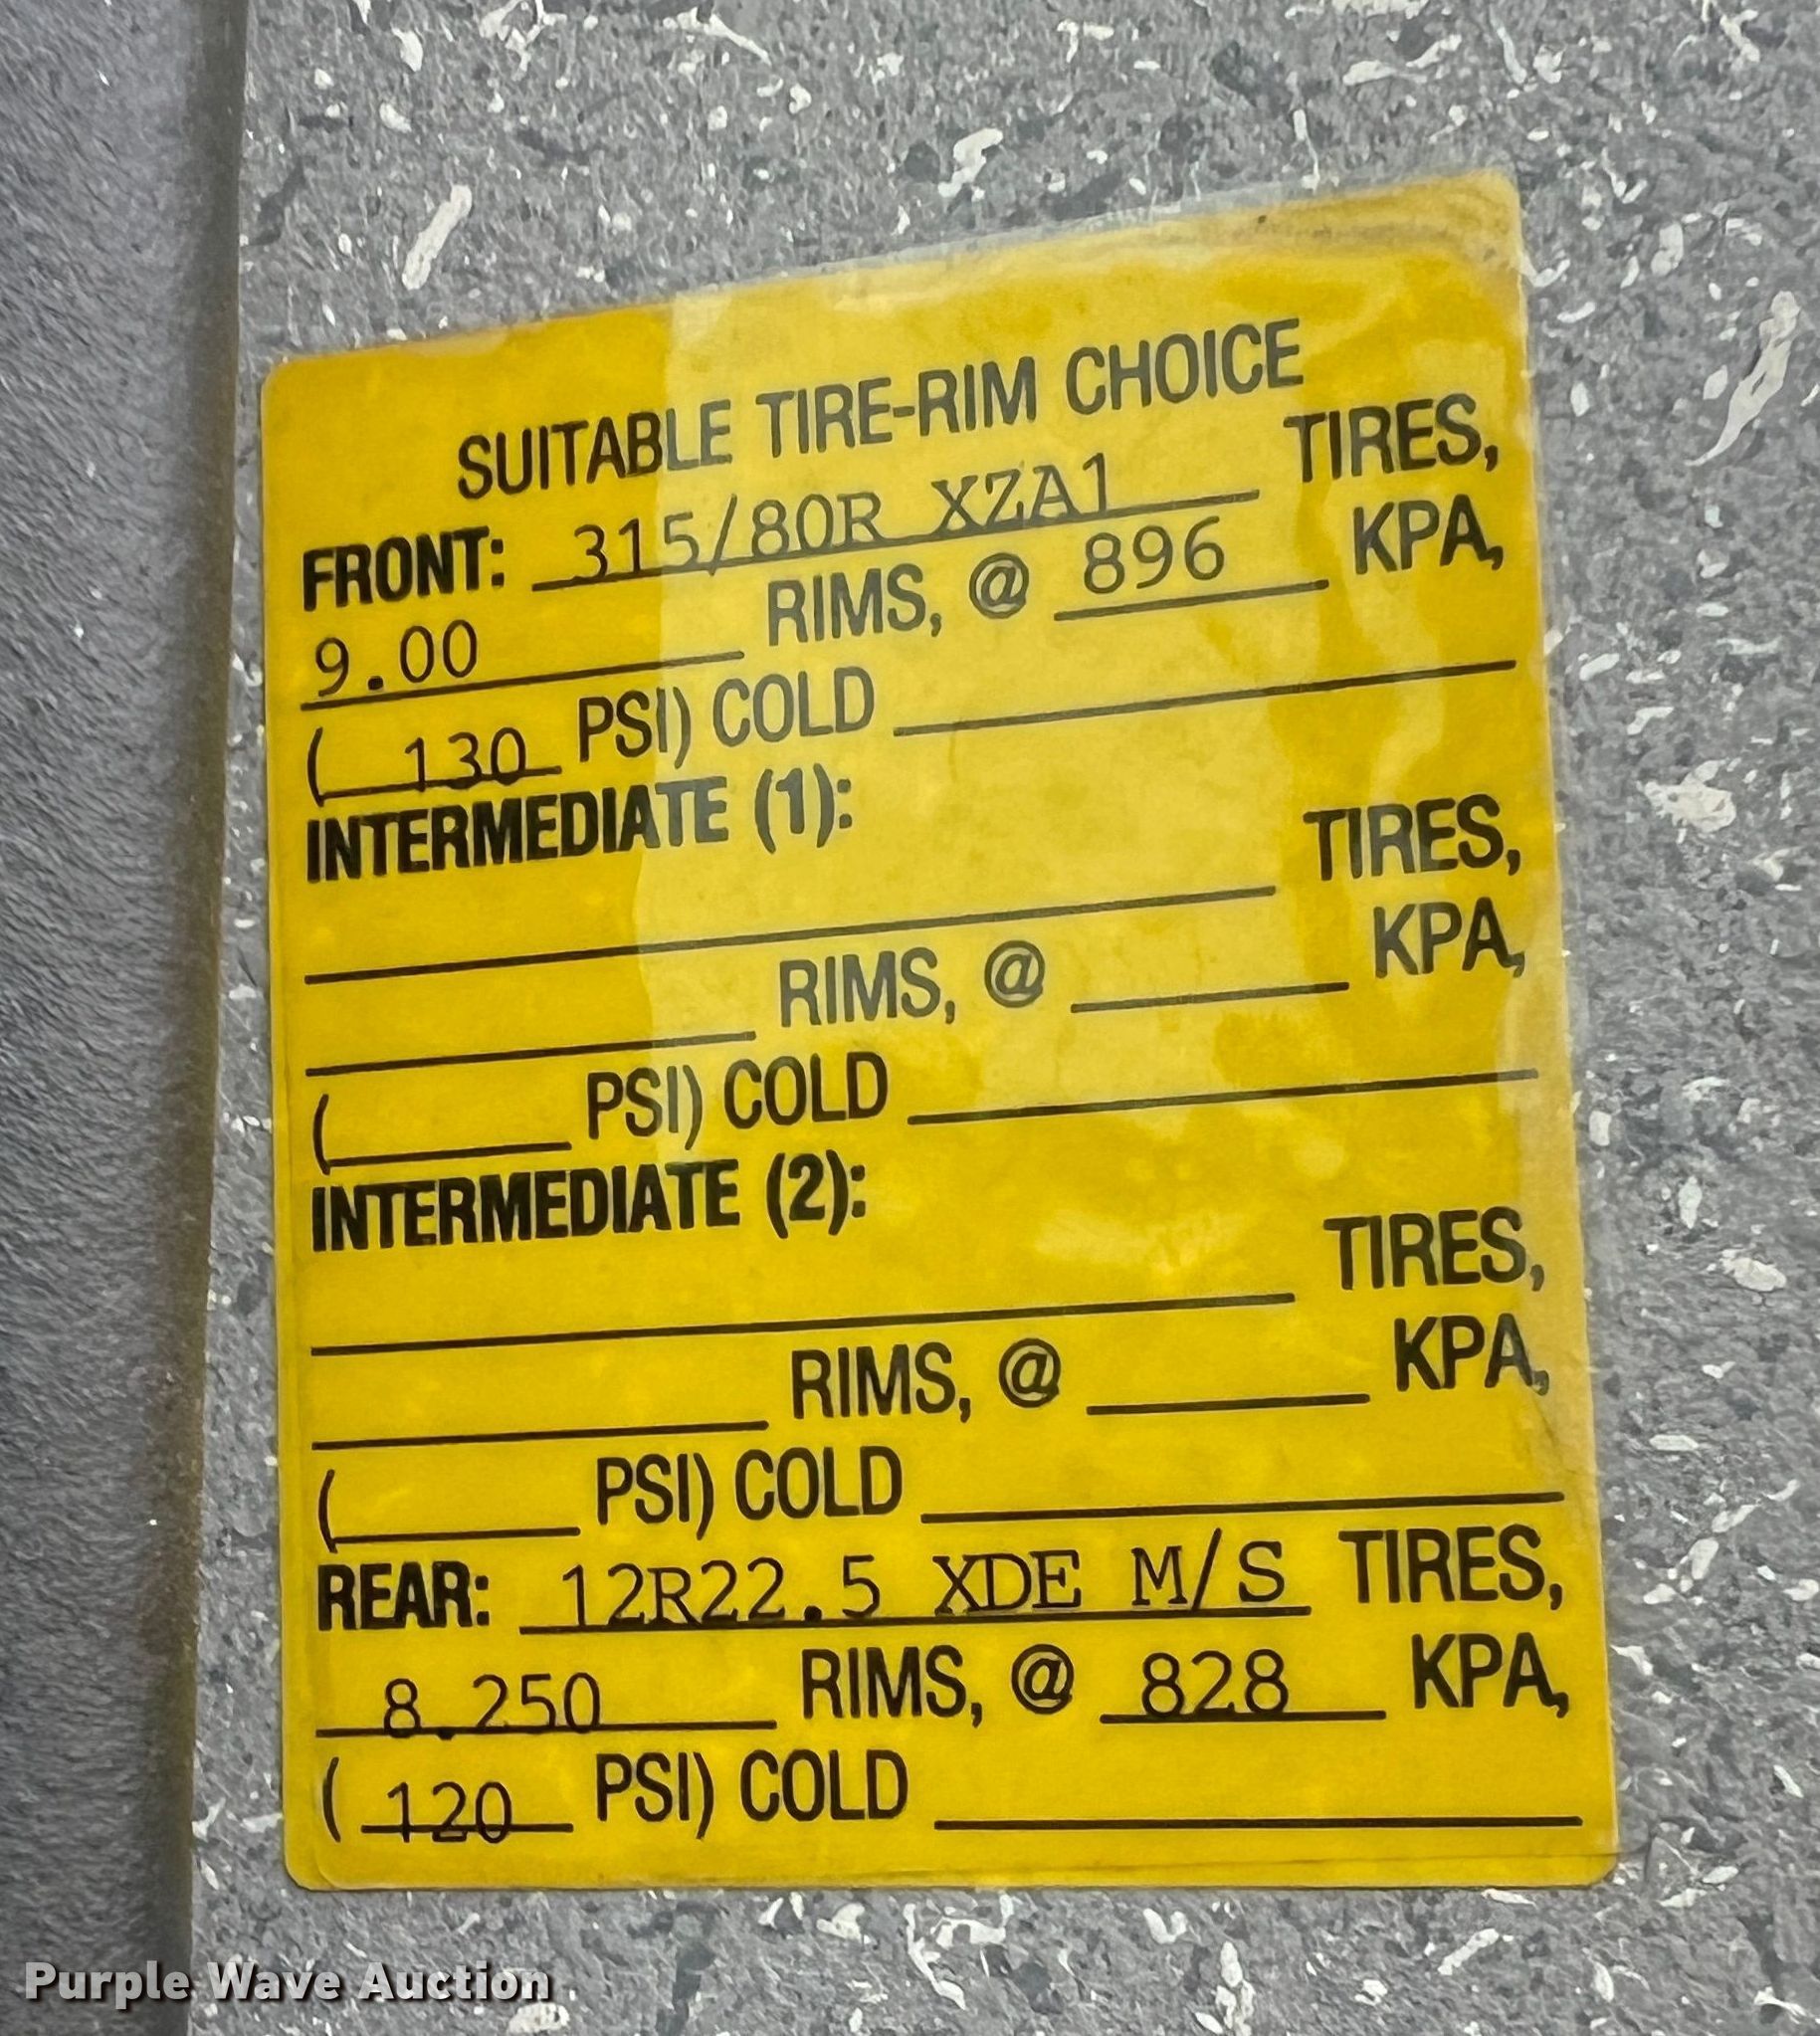 SUITABLE TIRE-RIM CHOICE
FRONT: 315/80R XZA1 TIRES,
9.00 RIMS, @ 896 KPA,
( 130 PSI) COLD
INTERMEDIATE (1):
TIRES,
RIMS, @ KPA,
( PSI) COLD
INTERMEDIATE (2):
TIRES,
RIMS, @ KPA,
( PSI) COLD
REAR: 12R22.5 XDE M/S TIRES,
8.250 RIMS, @ 828 KPA,
( 120 PSI) COLD
Purple Wave Auction